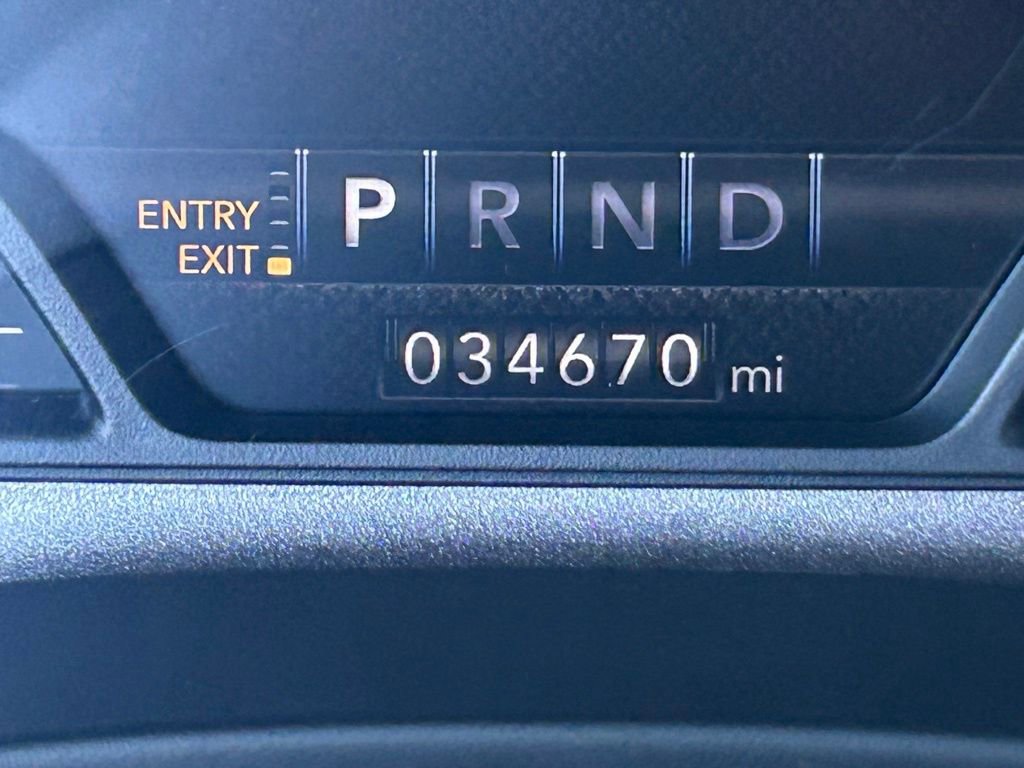 ENTRY
EXIT
P R N D
034670 mi